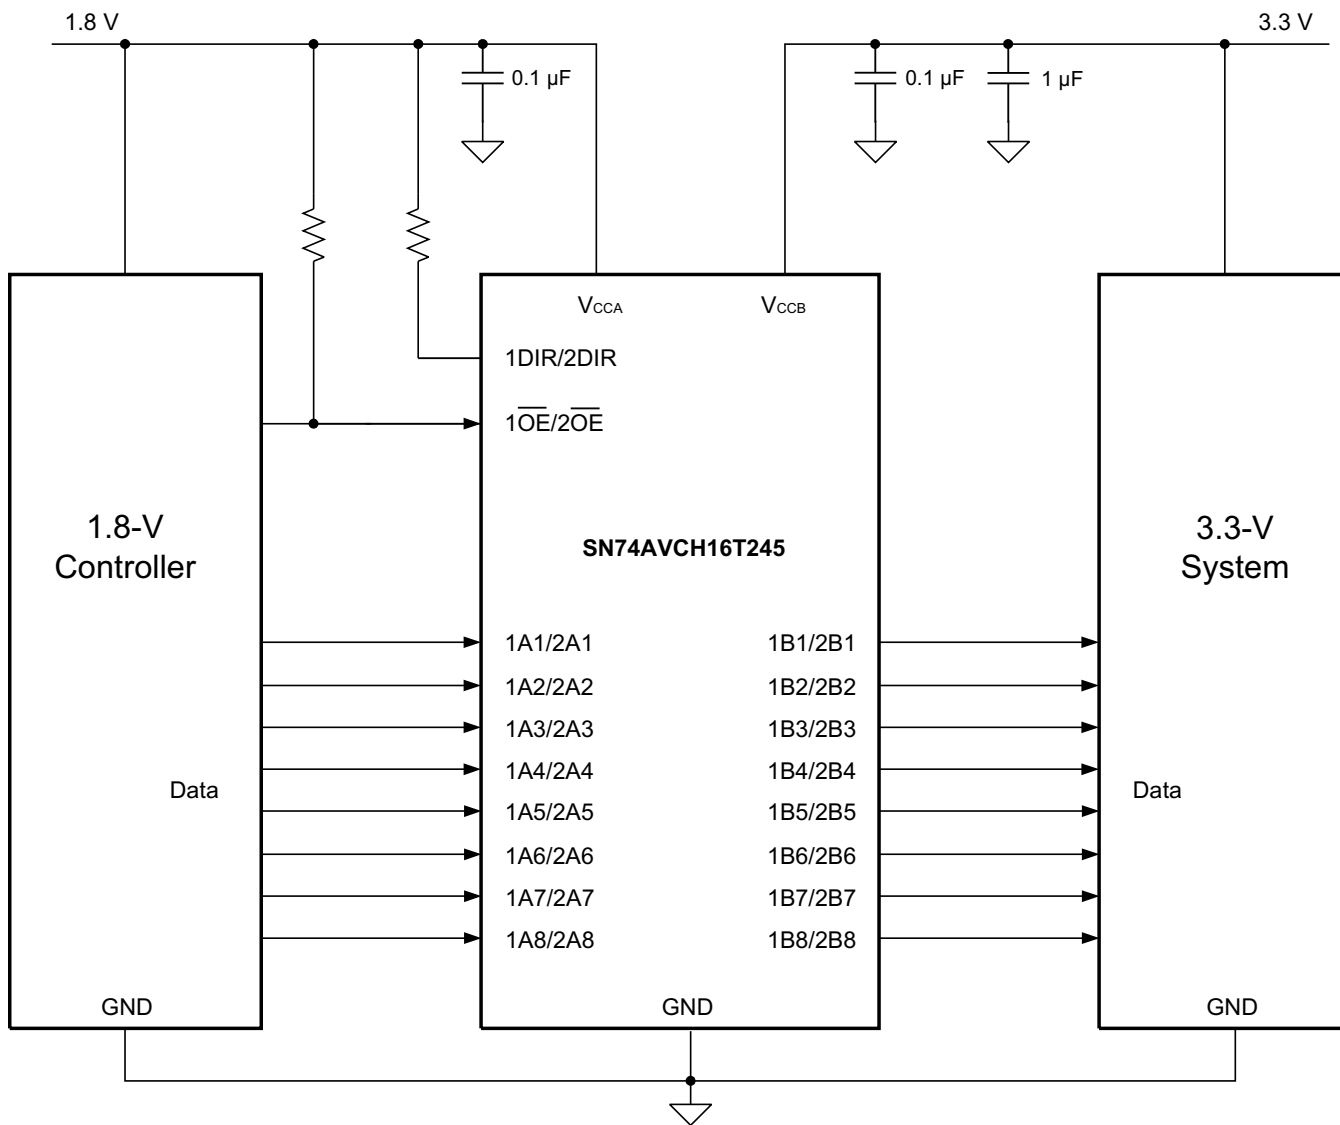 1.8 V
3.3 V
0.1 µF
0.1 µF
1 µF
VCCA
VCCB
1DIR/2DIR
1OE/2OE
1.8-V
Controller
SN74AVCH16T245
3.3-V
System
1A1/2A1
1B1/2B1
1A2/2A2
1B2/2B2
1A3/2A3
1B3/2B3
1A4/2A4
1B4/2B4
Data
Data
1A5/2A5
1B5/2B5
1A6/2A6
1B6/2B6
1A7/2A7
1B7/2B7
1A8/2A8
1B8/2B8
GND
GND
GND